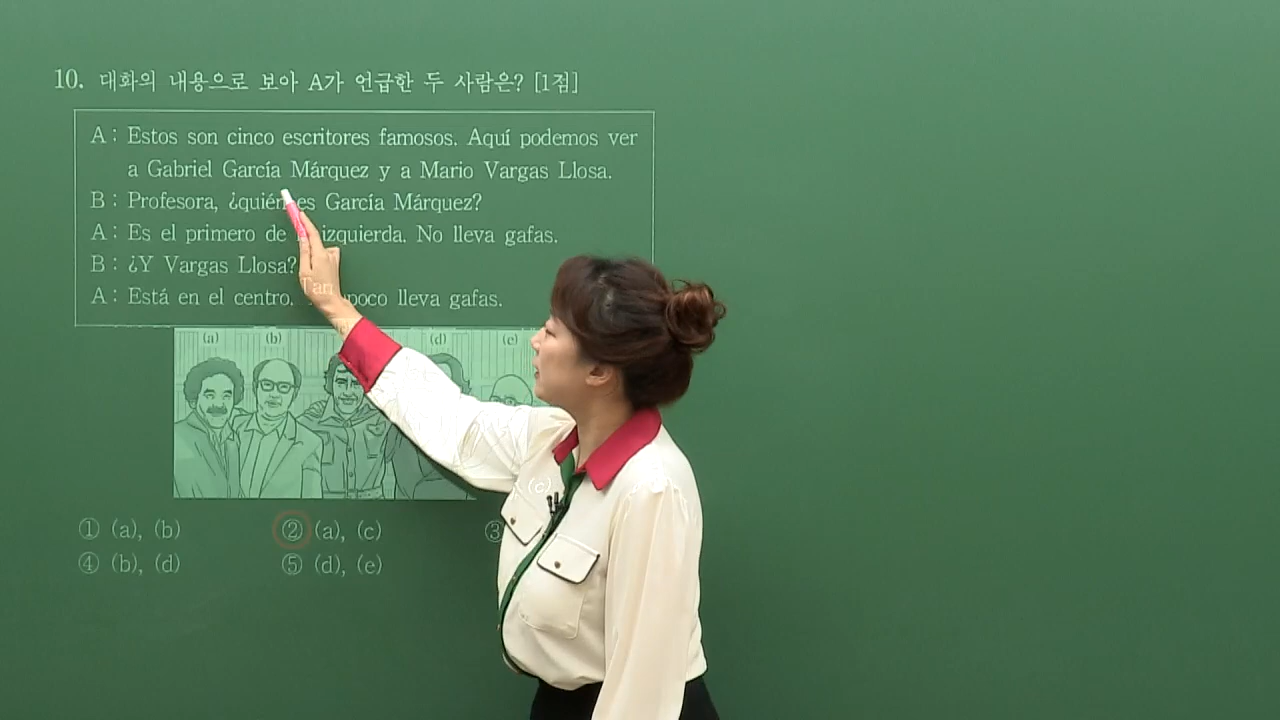 10. 대화의 내용으로 보아 A가 언급한 두 사람은? [1점]
A : Estos son cinco escritores famosos. Aquí podemos ver
a Gabriel García Márquez y a Mario Vargas Llosa.
B : Profesora, ¿quién es García Márquez?
A : Es el primero de izquierda. No lleva gafas.
B : ¿Y Vargas Llosa?
A : Está en el centro. Tampoco lleva gafas.
(a) (b) (d) (e)
① (a), (b) ② (a), (c) ③ (c)
④ (b), (d) ⑤ (d), (e)